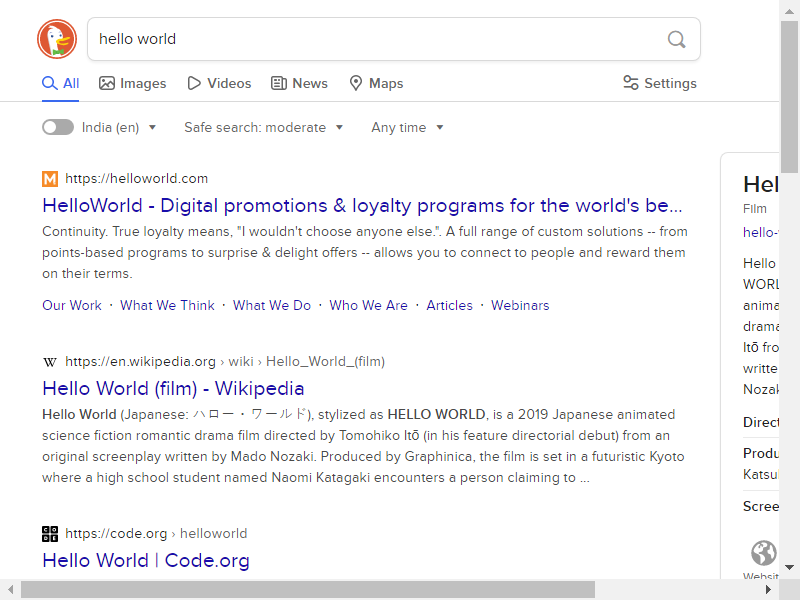 hello world
All Images Videos News Maps Settings
India (en) Safe search: moderate Any time
https://helloworld.com
HelloWorld - Digital promotions & loyalty programs for the world's be...
Continuity. True loyalty means, "I wouldn't choose anyone else.". A full range of custom solutions -- from
points-based programs to surprise & delight offers -- allows you to connect to people and reward them
on their terms.
Our Work · What We Think · What We Do · Who We Are · Articles · Webinars
https://en.wikipedia.org › wiki › Hello_World_(film)
Hello World (film) - Wikipedia
Hello World (Japanese: ハロー・ワールド), stylized as HELLO WORLD, is a 2019 Japanese animated
science fiction romantic drama film directed by Tomohiko Itō (in his feature directorial debut) from an
original screenplay written by Mado Nozaki. Produced by Graphinica, the film is set in a futuristic Kyoto
where a high school student named Naomi Katagaki encounters a person claiming to ...
https://code.org › helloworld
Hello World | Code.org
Hel
Film
hello-
Hello
WORL
anima
drama
Itō fro
writte
Nozak
Direct
Produ
Katsu
Scree
Websit